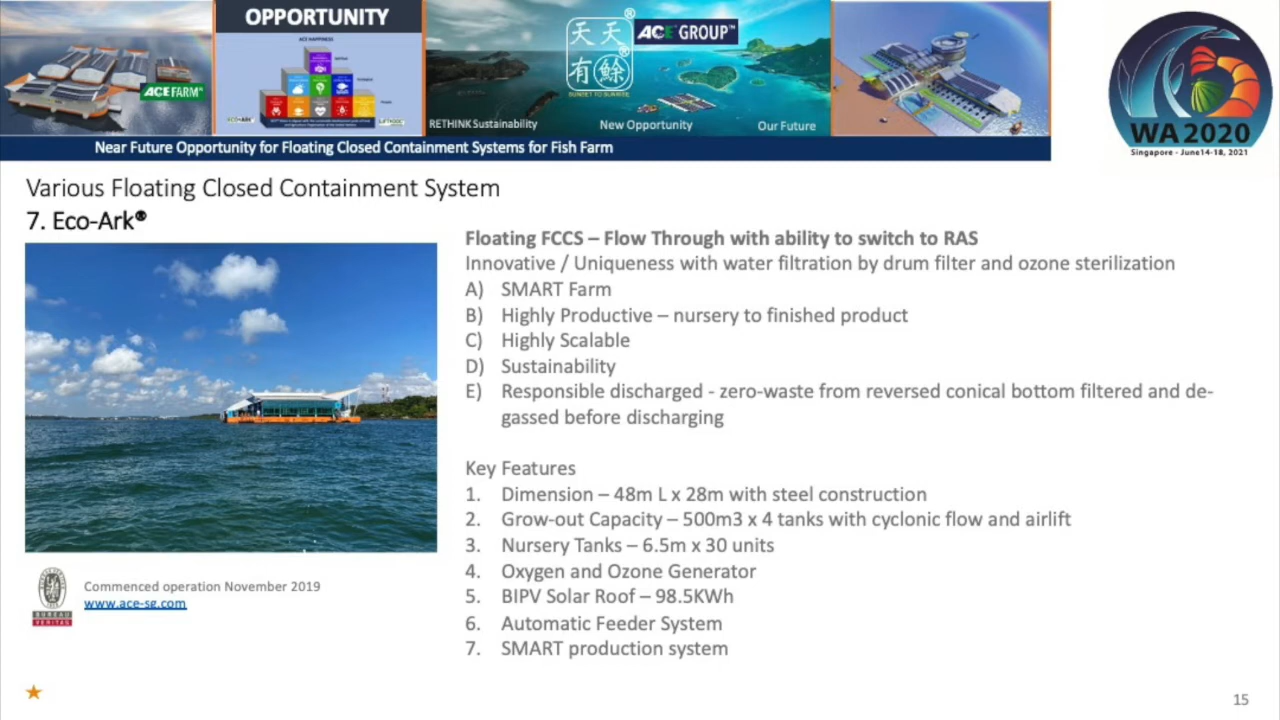 OPPORTUNITY
ACE HAPPINESS
天天
有鱻
®
®
SUNSET TO SUNRISE
ACE GROUP™
ACE FARM®
RETHINK Sustainability
New Opportunity
Our Future
ECO-ARK®
Near Future Opportunity for Floating Closed Containment Systems for Fish Farm
WA 2020
Singapore - June14-18, 2021
Various Floating Closed Containment System
7. Eco-Ark®
Floating FCCS – Flow Through with ability to switch to RAS
Innovative / Uniqueness with water filtration by drum filter and ozone sterilization
A) SMART Farm
B) Highly Productive – nursery to finished product
C) Highly Scalable
D) Sustainability
E) Responsible discharged - zero-waste from reversed conical bottom filtered and de-
gassed before discharging
Key Features
1. Dimension – 48m L x 28m with steel construction
2. Grow-out Capacity – 500m3 x 4 tanks with cyclonic flow and airlift
3. Nursery Tanks – 6.5m x 30 units
4. Oxygen and Ozone Generator
5. BIPV Solar Roof – 98.5KWh
6. Automatic Feeder System
7. SMART production system
Commenced operation November 2019
www.ace-sg.com
BUREAU
VERITAS
15